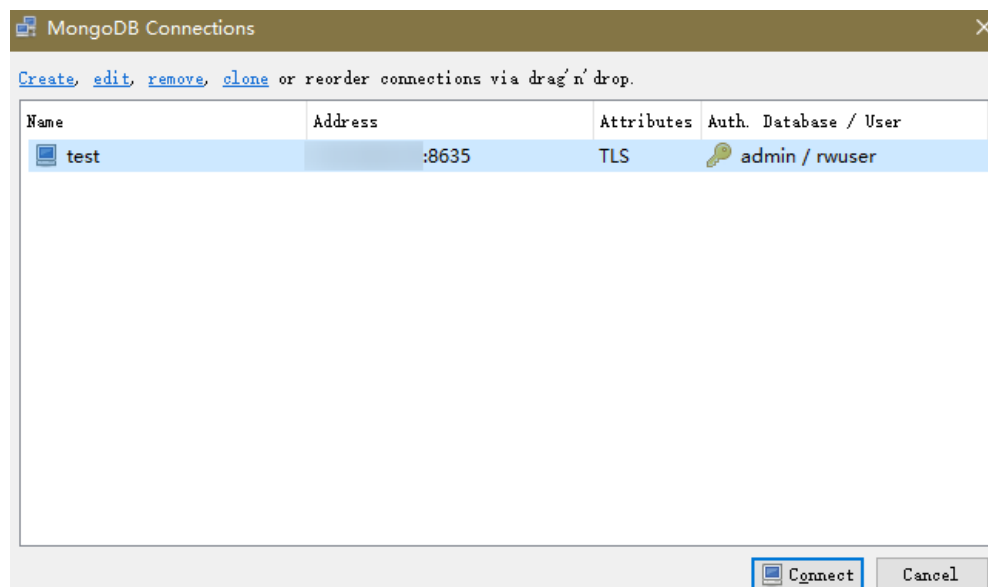 MongoDB Connections
Create, edit, remove, clone or reorder connections via drag'n'drop.
Name Address Attributes Auth. Database / User
test :8635 TLS admin / rwuser
Connect Cancel